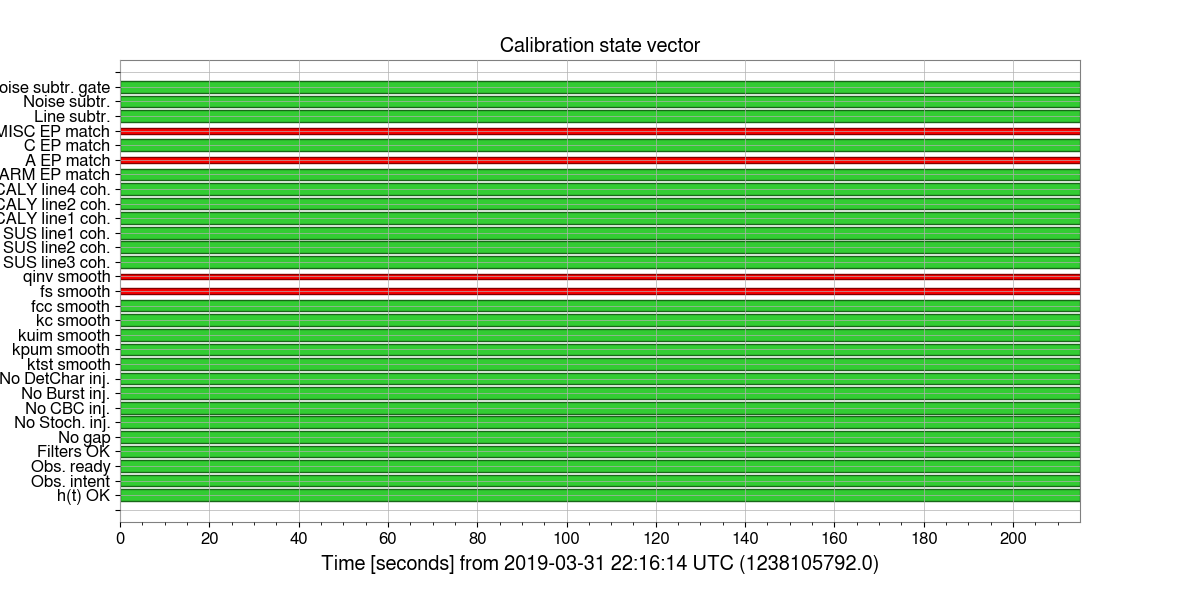 Calibration state vector
oise subtr. gate
Noise subtr.
Line subtr.
MISC EP match
C EP match
A EP match
ARM EP match
CALY line4 coh.
CALY line2 coh.
CALY line1 coh.
SUS line1 coh.
SUS line2 coh.
SUS line3 coh.
qinv smooth
fs smooth
fcc smooth
kc smooth
kuim smooth
kpum smooth
ktst smooth
No DetChar inj.
No Burst inj.
No CBC inj.
No Stoch. inj.
No gap
Filters OK
Obs. ready
Obs. intent
h(t) OK
0 20 40 60 80 100 120 140 160 180 200
Time [seconds] from 2019-03-31 22:16:14 UTC (1238105792.0)